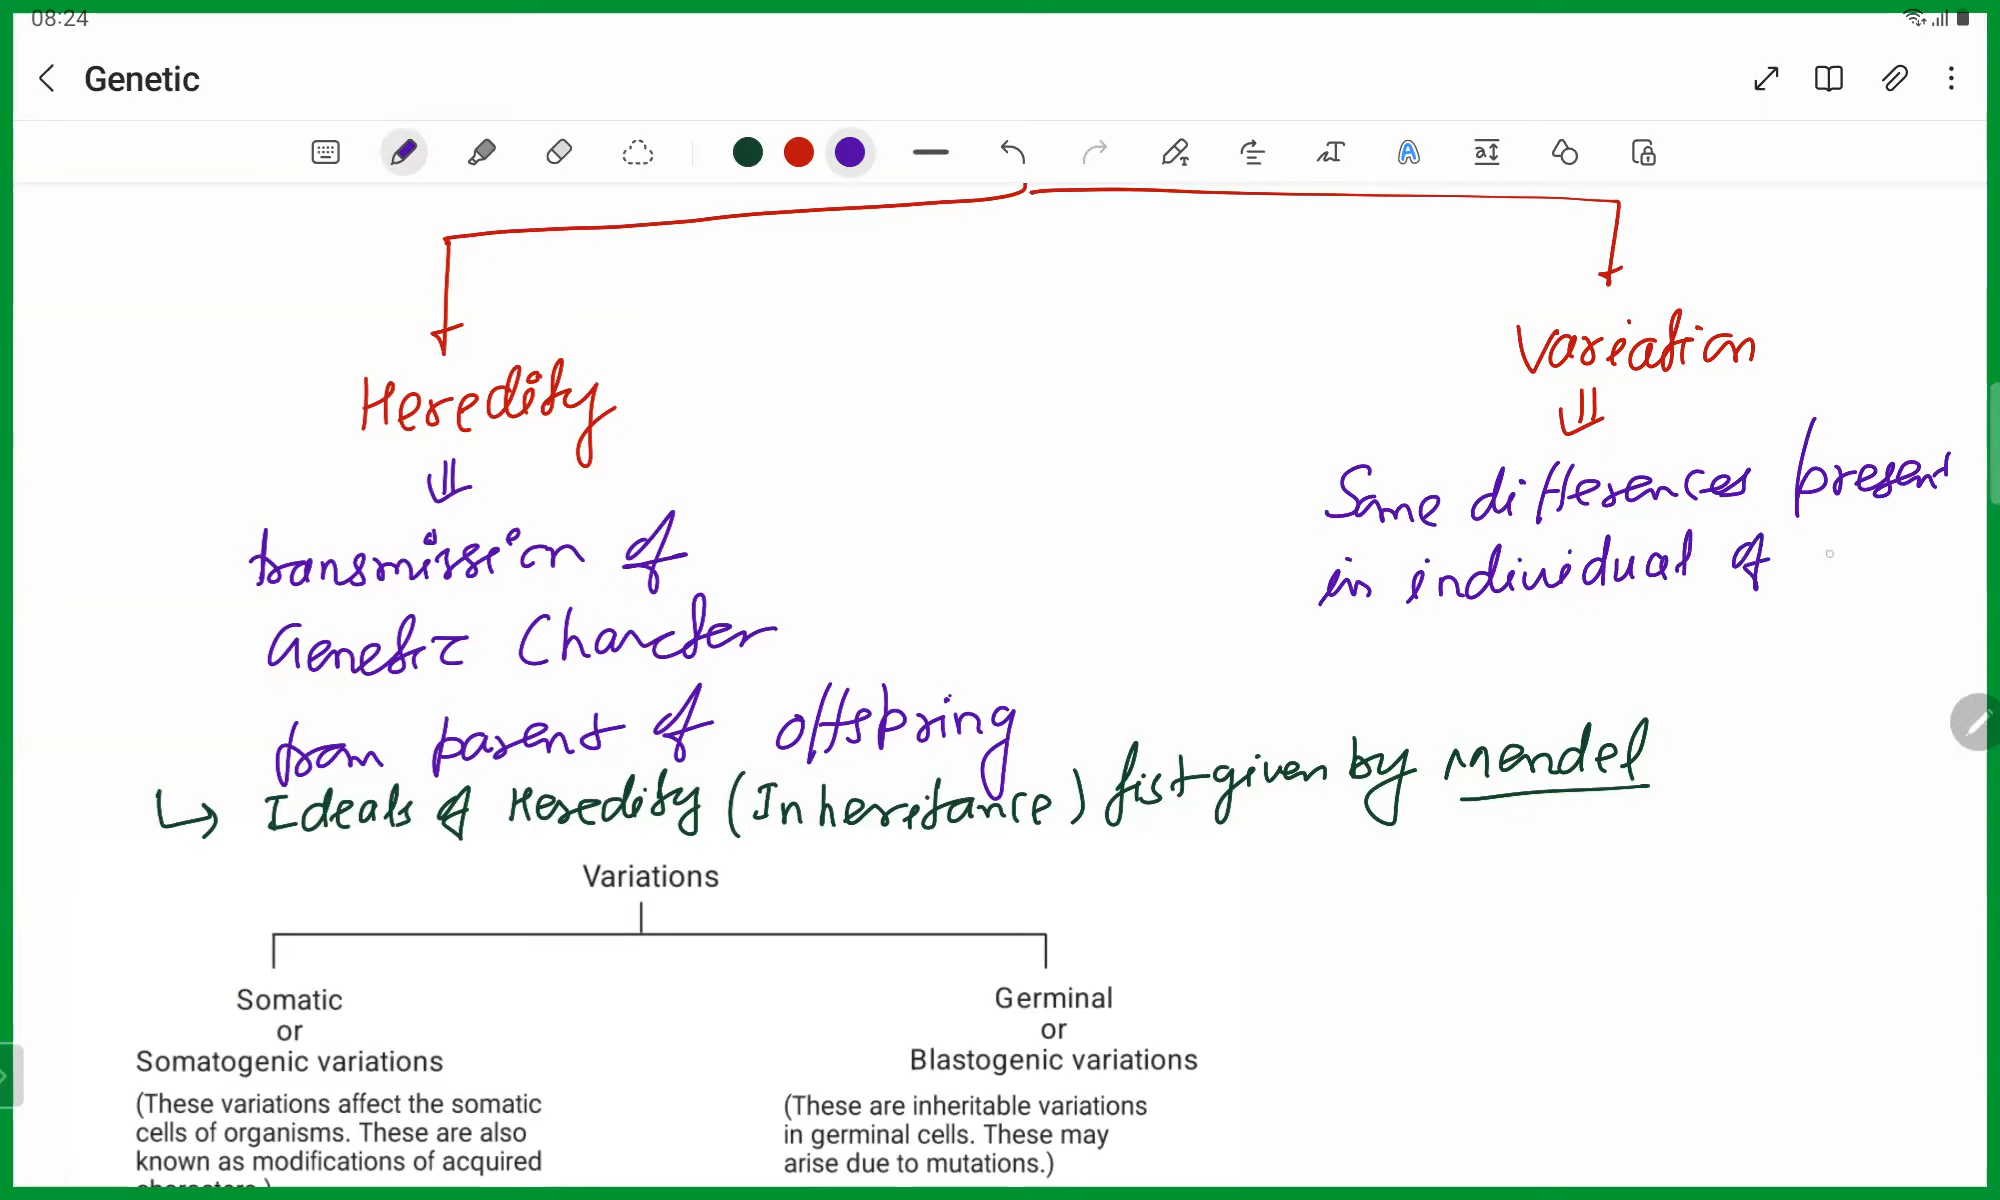 08:24
Genetic
Heredity
Variation
transmission of
Genetic Charcter
from parent of offspring
Some differences present
in individual of
Ideals of Heredity (Inheritance) fist given by Mendel
Variations
Somatic
or
Somatogenic variations
(These variations affect the somatic
cells of organisms. These are also
known as modifications of acquired
characters.)
Germinal
or
Blastogenic variations
(These are inheritable variations
in germinal cells. These may
arise due to mutations.)